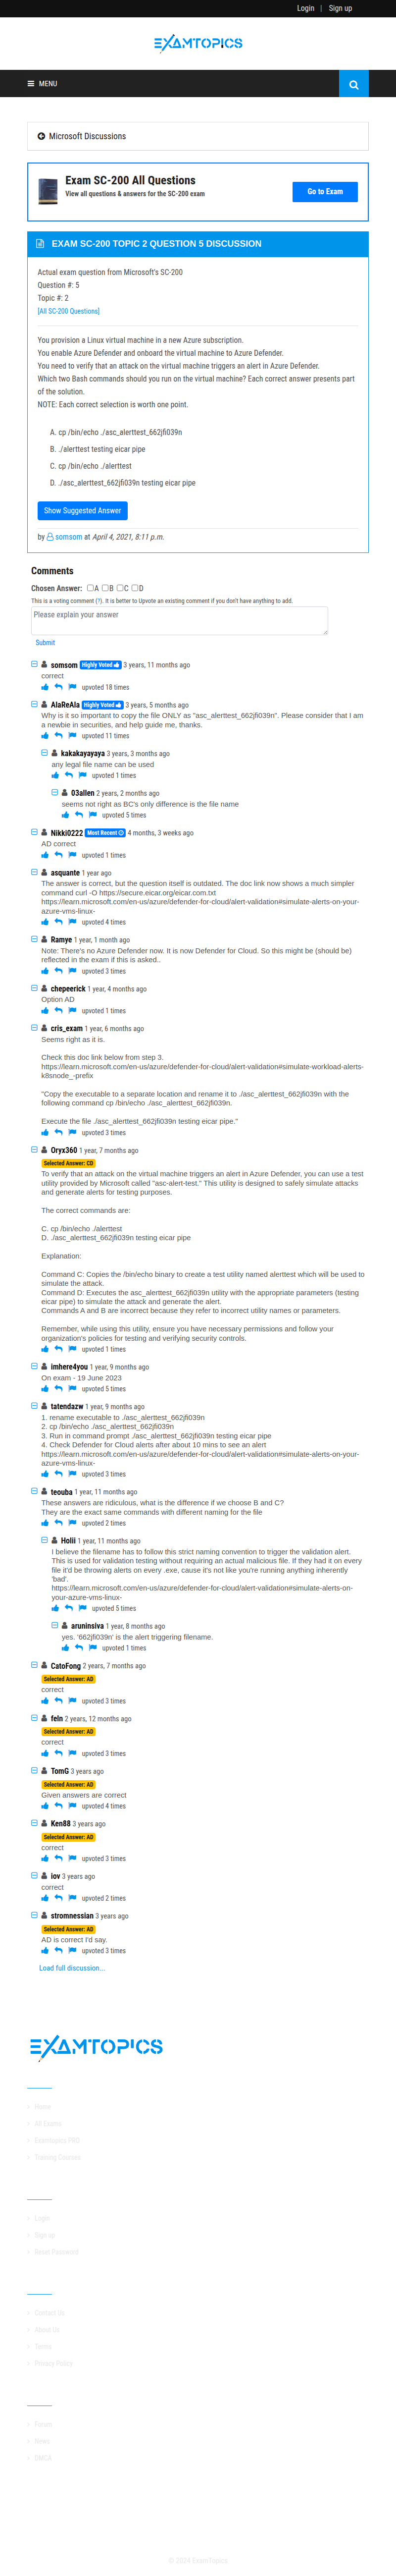 Login | Sign up
EXAMTOPICS
MENU
Microsoft Discussions
Exam SC-200 All Questions
View all questions & answers for the SC-200 exam
Go to Exam
EXAM SC-200 TOPIC 2 QUESTION 5 DISCUSSION
Actual exam question from Microsoft's SC-200
Question #: 5
Topic #: 2
[All SC-200 Questions]
You provision a Linux virtual machine in a new Azure subscription.
You enable Azure Defender and onboard the virtual machine to Azure Defender.
You need to verify that an attack on the virtual machine triggers an alert in Azure Defender.
Which two Bash commands should you run on the virtual machine? Each correct answer presents part
of the solution.
NOTE: Each correct selection is worth one point.
A. cp /bin/echo ./asc_alerttest_662jfi039n
B. ./alerttest testing eicar pipe
C. cp /bin/echo ./alerttest
D. ./asc_alerttest_662jfi039n testing eicar pipe
Show Suggested Answer
by somsom at April 4, 2021, 8:11 p.m.
Comments
Chosen Answer: A B C D
This is a voting comment (?). It is better to Upvote an existing comment if you don't have anything to add.
Please explain your answer
Submit
somsom Highly Voted 3 years, 11 months ago
correct
upvoted 18 times
AlaReAla Highly Voted 3 years, 5 months ago
Why is it so important to copy the file ONLY as "asc_alerttest_662jfi039n". Please consider that I am
a newbie, and just started doing things, so help guide me, thanks.
upvoted 11 times
kakakayayaya 3 years, 3 months ago
any legal file name can be used
upvoted 1 times
03allen 2 years, 2 months ago
seems not right as BC's only difference is the file name
upvoted 5 times
Nikki0222 Most Recent 4 months, 3 weeks ago
AD correct
upvoted 1 times
asquante 1 year ago
The answer is correct, but the question itself is outdated. The doc link now shows a much simpler
command curl -O https://secure.eicar.org/eicar.com.txt
https://learn.microsoft.com/en-us/azure/defender-for-cloud/alert-validation#simulate-alerts-on-your-
azure-vms-linux-
upvoted 4 times
Ramye 1 year, 1 month ago
Note: There's no Azure Defender now. It is now Defender for Cloud. So this might be (should be)
reflected in the exam if this is asked..
upvoted 3 times
chepeerick 1 year, 4 months ago
Option AD
upvoted 1 times
cris_exam 1 year, 6 months ago
Seems right as it is.
Check this doc link below from step 3.
https://learn.microsoft.com/en-us/azure/defender-for-cloud/alert-validation#simulate-workload-alerts-
k8snode_-prefix
"Copy the executable to a separate location and rename it to ./asc_alerttest_662jfi039n with the
following command cp /bin/echo ./asc_alerttest_662jfi039n.
Execute the file ./asc_alerttest_662jfi039n testing eicar pipe."
upvoted 3 times
Oryx360 1 year, 7 months ago
Selected Answer: CD
To verify that an attack on the virtual machine triggers an alert in Azure Defender, you can use a test
utility provided by Microsoft called "asc-alert-test." This utility is designed to safely simulate attacks
and generate alerts for testing purposes.
The correct commands are:
C. cp /bin/echo ./alerttest
D. ./asc_alerttest_662jfi039n testing eicar pipe
Explanation:
Command C: Copies the /bin/echo binary to create a test utility named alerttest which will be used to
simulate the attack.
Command D: Executes the asc_alerttest_662jfi039n utility with the appropriate parameters (testing
eicar pipe) to simulate the attack and generate the alert.
Commands A and B are incorrect because they refer to incorrect utility names or parameters.
Remember, while using this utility, ensure you have necessary permissions and follow your
organization's policies for testing and verifying security controls.
upvoted 1 times
imhere4you 1 year, 9 months ago
On exam - 19 June 2023
upvoted 5 times
tatendazw 1 year, 9 months ago
1. rename executable to ./asc_alerttest_662jfi039n
2. cp /bin/echo ./asc_alerttest_662jfi039n
3. Run in command prompt ./asc_alerttest_662jfi039n testing eicar pipe
4. Check Defender for Cloud alerts after about 10 mins to see an alert
https://learn.microsoft.com/en-us/azure/defender-for-cloud/alert-validation#simulate-alerts-on-your-
azure-vms-linux-
upvoted 3 times
teouba 1 year, 11 months ago
These answers are ridiculous, what is the difference if we choose B and C?
They are the exact same commands with different naming for the file
upvoted 2 times
Holii 1 year, 11 months ago
I believe the filename has to follow this strict naming convention to trigger the validation alert.
This is used for validation testing without requiring an actual malicious file. If they had it on every
file it'd be throwing alerts on every .exe, cause it's not like you're running anything inherently
'bad'.
https://learn.microsoft.com/en-us/azure/defender-for-cloud/alert-validation#simulate-alerts-on-
your-azure-vms-linux-
upvoted 5 times
aruninsiva 1 year, 8 months ago
yes. '662jfi039n' is the alert triggering filename.
upvoted 1 times
CatoFong 2 years, 7 months ago
Selected Answer: AD
correct
upvoted 3 times
feln 2 years, 12 months ago
Selected Answer: AD
correct
upvoted 3 times
TomG 3 years ago
Selected Answer: AD
Given answers are correct
upvoted 4 times
Ken88 3 years ago
Selected Answer: AD
correct
upvoted 3 times
iov 3 years ago
correct
upvoted 2 times
stromnessian 3 years ago
Selected Answer: AD
AD is correct I'd say.
upvoted 3 times
Load full discussion...
EXAMTOPICS
Home
All Exams
Examtopics PRO
Training Courses
Login
Sign up
Reset Password
Contact Us
About Us
Terms
Privacy Policy
Forum
News
DMCA
© 2024 ExamTopics